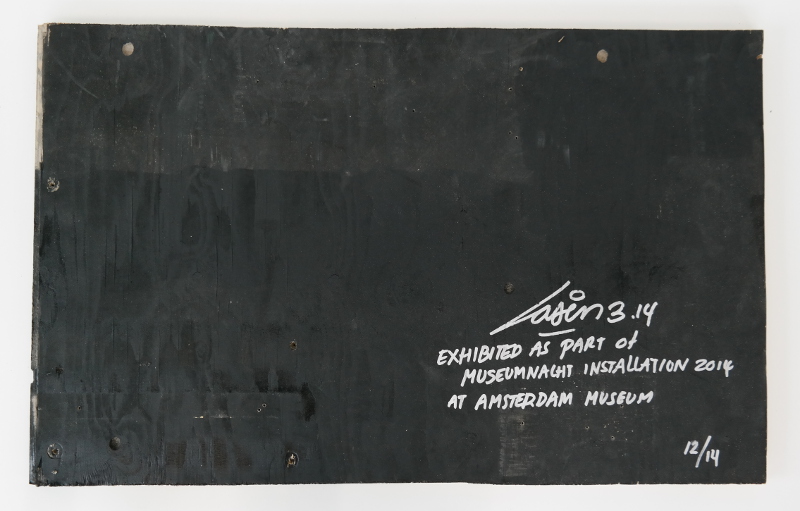 Laser 3.14
EXHIBITED AS PART of
MUSEUMNACHT INSTALLATION 2014
AT AMSTERDAM MUSEUM
12/14